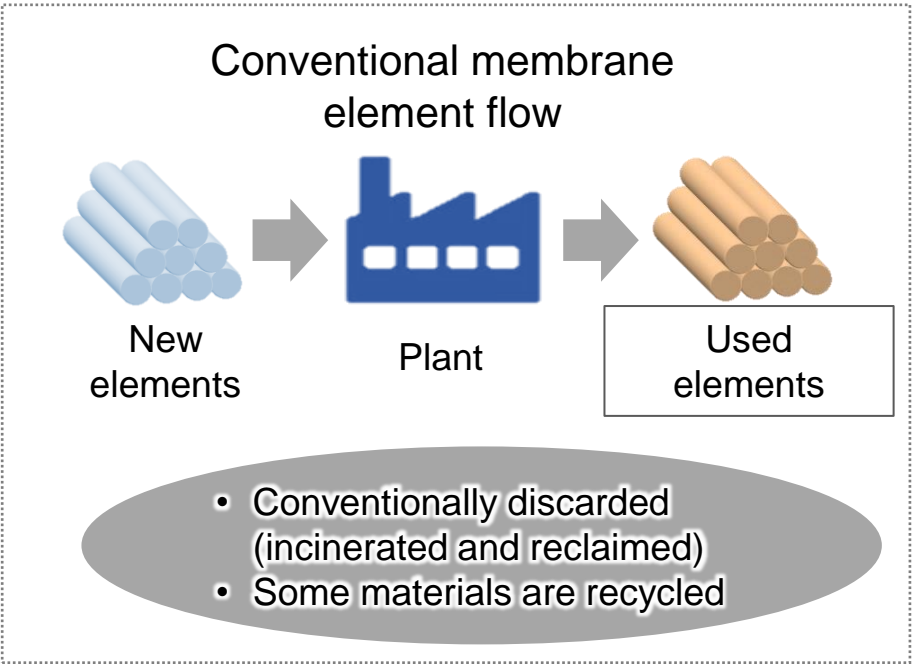 Conventional membrane
element flow
New
elements
Plant
Used
elements
• Conventionally discarded
(incinerated and reclaimed)
• Some materials are recycled